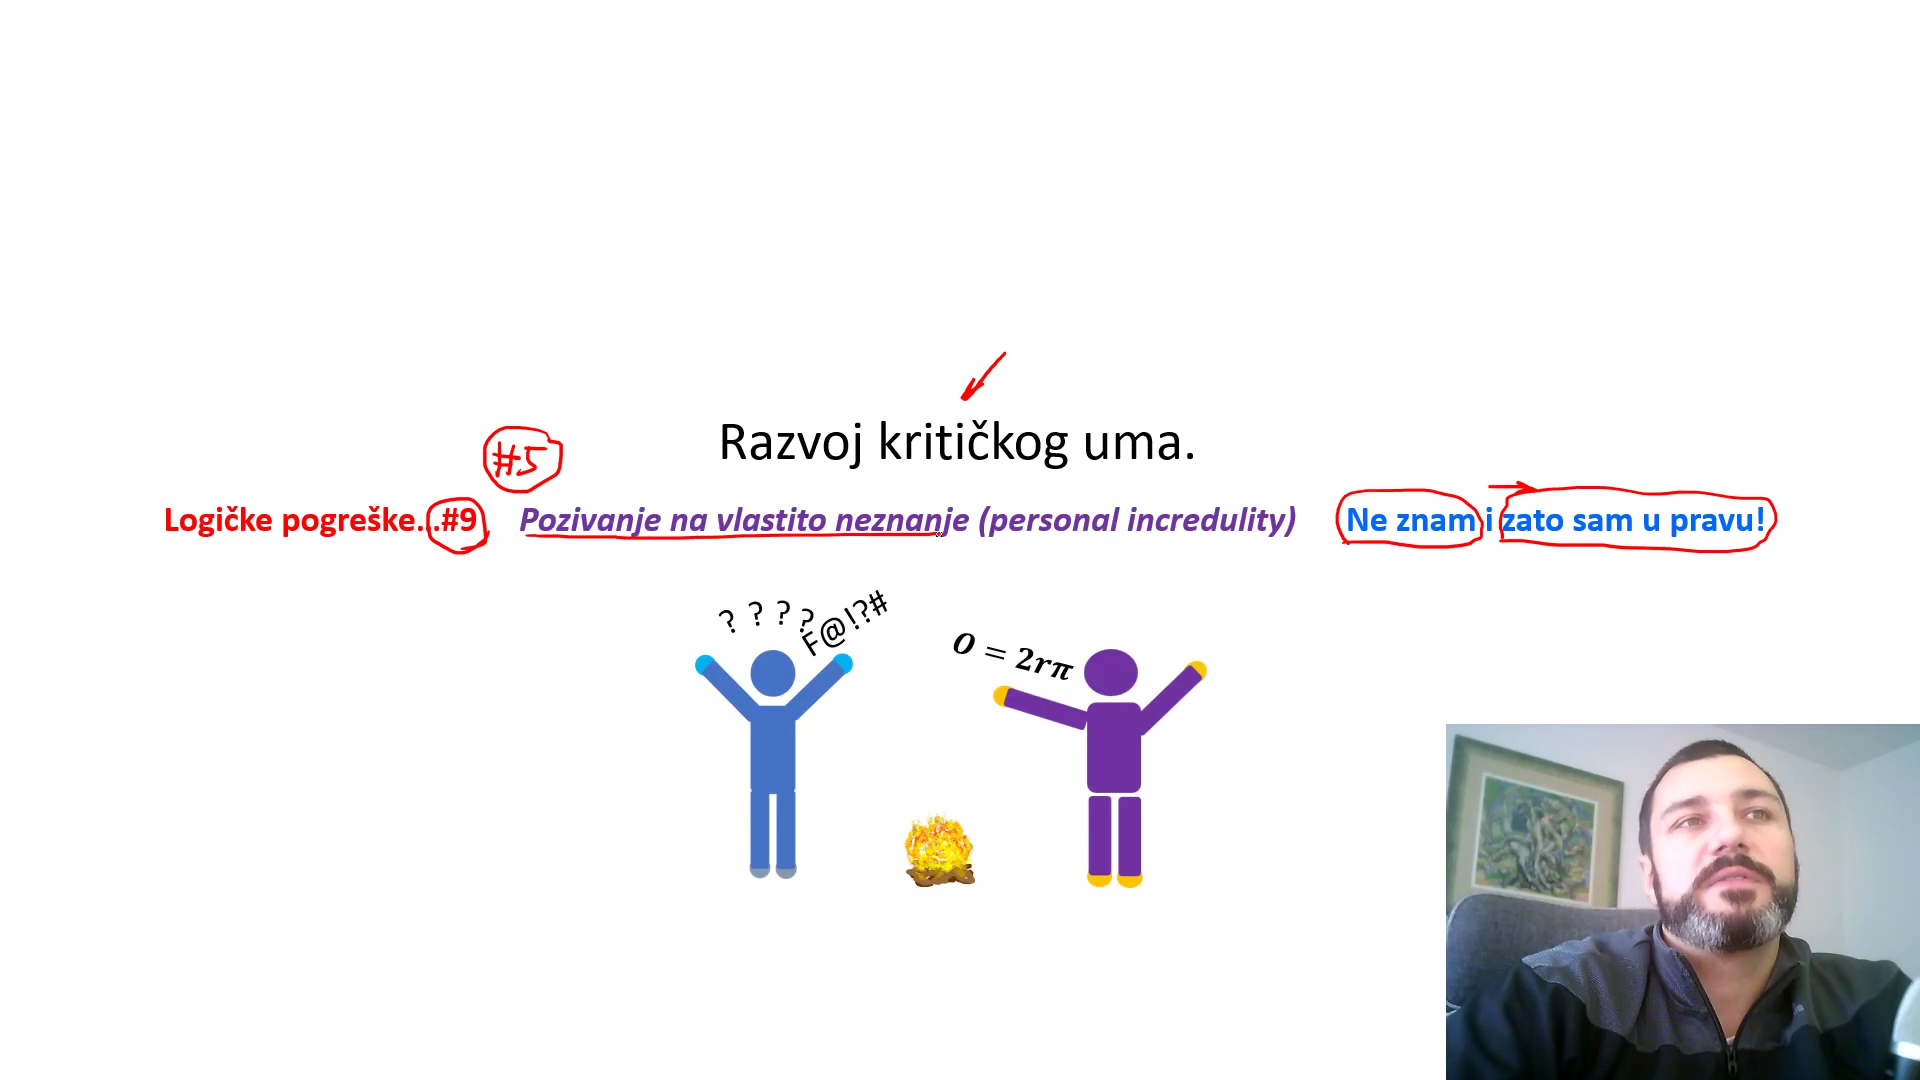 Razvoj kritičkog uma.
#5
Logičke pogreške...#9 Pozivanje na vlastito neznanje (personal incredulity) Ne znam i zato sam u pravu!
? ? ? ?
F@!?#
O = 2rπ